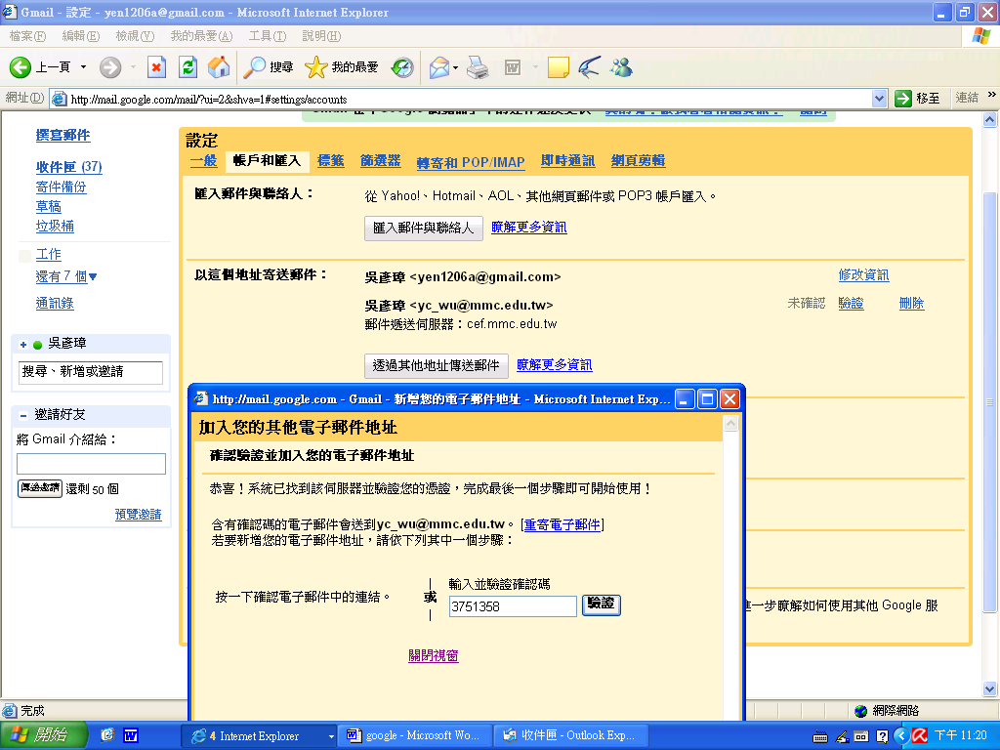 Gmail - 設定 - yen1206a@gmail.com - Microsoft Internet Explorer
檔案(F) 編輯(E) 檢視(V) 我的最愛(A) 工具(T) 說明(H)
上一頁 搜尋 我的最愛
網址(D) http://mail.google.com/mail/?ui=2&shva=1#settings/accounts 移至 連結 »
撰寫郵件
收件匣 (37)
寄件備份
草稿
垃圾桶
工作
還有 7 個▼
通訊錄
吳彥璋
搜尋、新增或邀請
邀請好友
將 Gmail 介紹給：
傳送邀請 還剩 50 個
預覽邀請
設定
一般 帳戶和匯入 標籤 篩選器 轉寄和 POP/IMAP 即時通訊 網頁剪輯
匯入郵件與聯絡人： 從 Yahoo!、Hotmail、AOL、其他網頁郵件或 POP3 帳戶匯入。
匯入郵件與聯絡人 瞭解更多資訊
以這個地址寄送郵件： 吳彥璋 <yen1206a@gmail.com> 修改資訊
吳彥璋 <yc_wu@mmc.edu.tw> 未確認 驗證 刪除
郵件遞送伺服器：cef.mmc.edu.tw
透過其他地址傳送郵件 瞭解更多資訊
進一步瞭解如何使用其他 Google 服
http://mail.google.com - Gmail - 新增您的電子郵件地址 - Microsoft Internet Exp...
加入您的其他電子郵件地址
確認驗證並加入您的電子郵件地址
恭喜！系統已找到該伺服器並驗證您的憑證，完成最後一個步驟即可開始使用！
含有確認碼的電子郵件會送到yc_wu@mmc.edu.tw。 [重寄電子郵件]
若要新增您的電子郵件地址，請依下列其中一個步驟：
按一下確認電子郵件中的連結。
或
輸入並驗證確認碼
3751358 驗證
關閉視窗
完成 網際網路
開始 4 Internet Explorer google - Microsoft Wo... 收件匣 - Outlook Exp... 下午 11:20